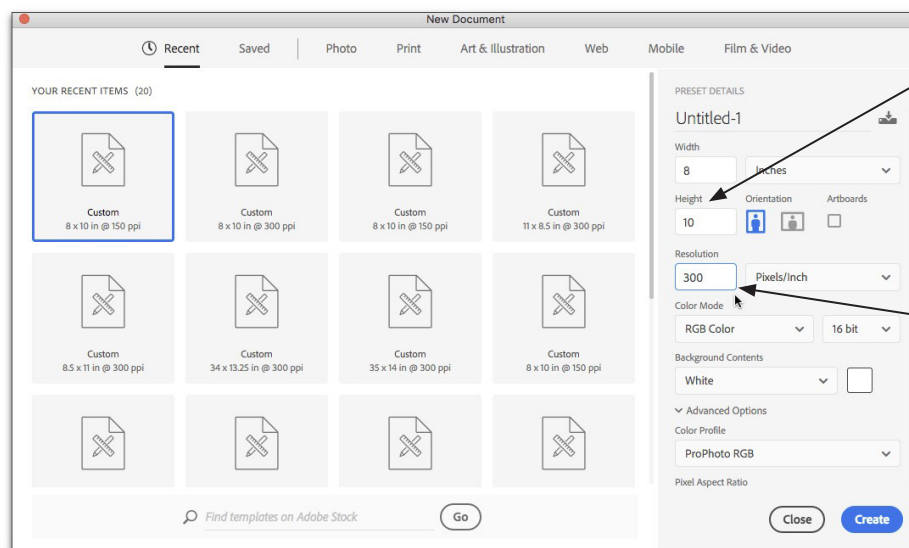 New Document
Recent Saved Photo Print Art & Illustration Web Mobile Film & Video
YOUR RECENT ITEMS (20)
Custom
8 x 10 in @ 150 ppi
Custom
8 x 10 in @ 300 ppi
Custom
8 x 10 in @ 150 ppi
Custom
11 x 8.5 in @ 300 ppi
Custom
8.5 x 11 in @ 300 ppi
Custom
34 x 13.25 in @ 300 ppi
Custom
35 x 14 in @ 300 ppi
Custom
8 x 10 in @ 150 ppi
Find templates on Adobe Stock Go
PRESET DETAILS
Untitled-1
Width
8 Inches
Height Orientation Artboards
10
Resolution
300 Pixels/Inch
Color Mode
RGB Color 16 bit
Background Contents
White
Advanced Options
Color Profile
ProPhoto RGB
Pixel Aspect Ratio
Close Create